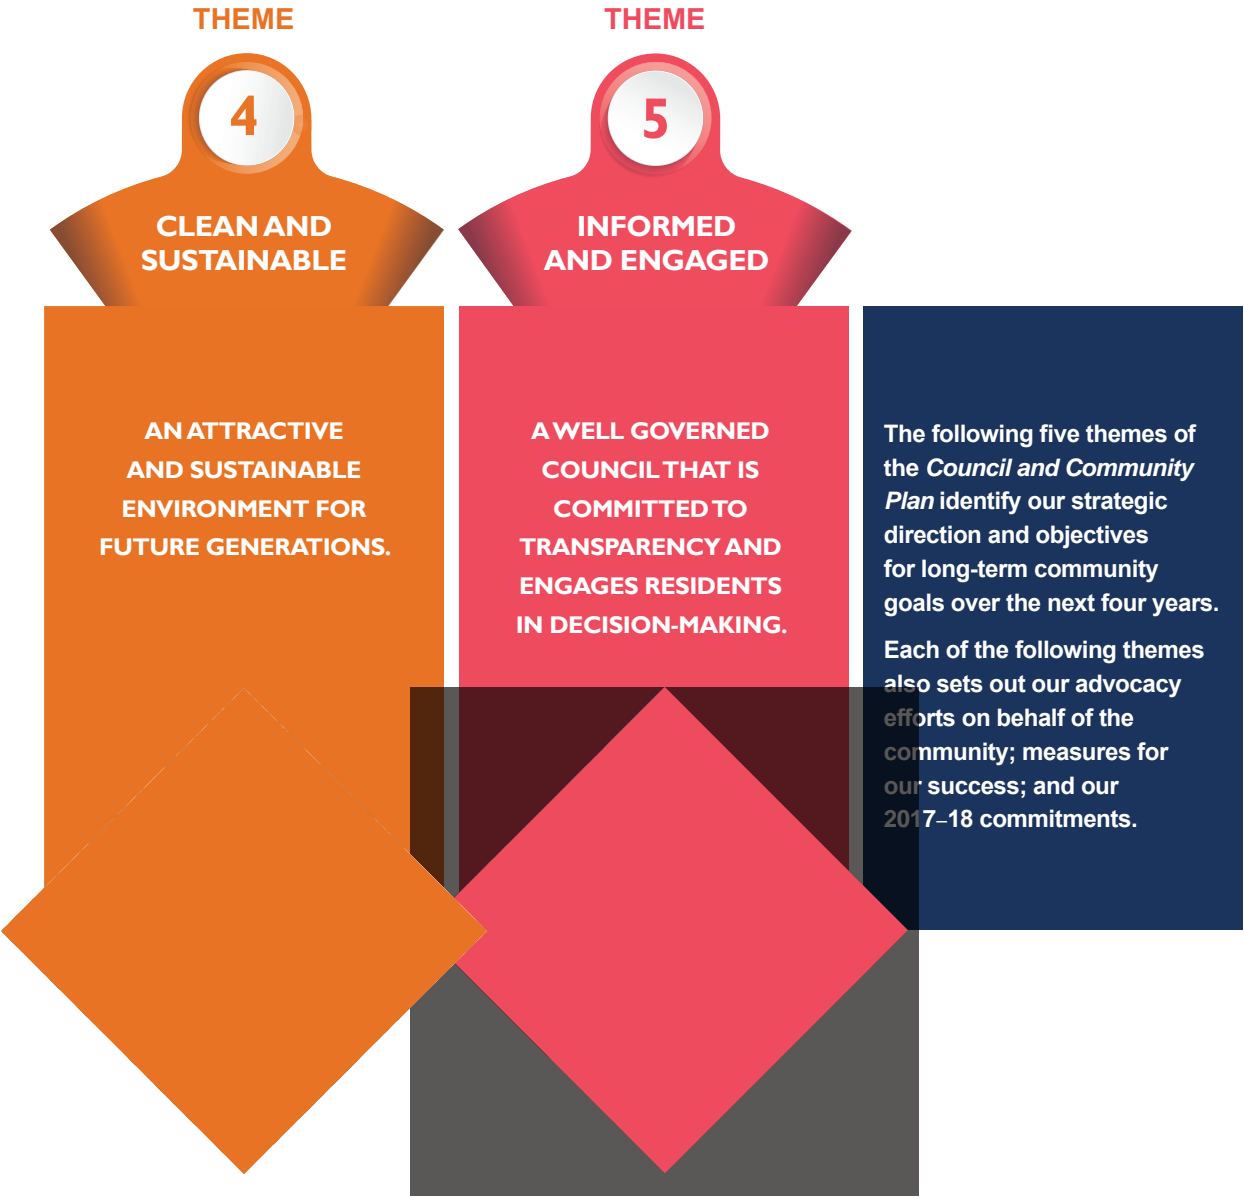 THEME
4
CLEAN AND
SUSTAINABLE
AN ATTRACTIVE
AND SUSTAINABLE
ENVIRONMENT FOR
FUTURE GENERATIONS.
THEME
5
INFORMED
AND ENGAGED
A WELL GOVERNED
COUNCIL THAT IS
COMMITTED TO
TRANSPARENCY AND
ENGAGES RESIDENTS
IN DECISION-MAKING.
The following five themes of
the Council and Community
Plan identify our strategic
direction and objectives
for long-term community
goals over the next four years.
Each of the following themes
also sets out our advocacy
efforts on behalf of the
community; measures for
our success; and our
2017–18 commitments.